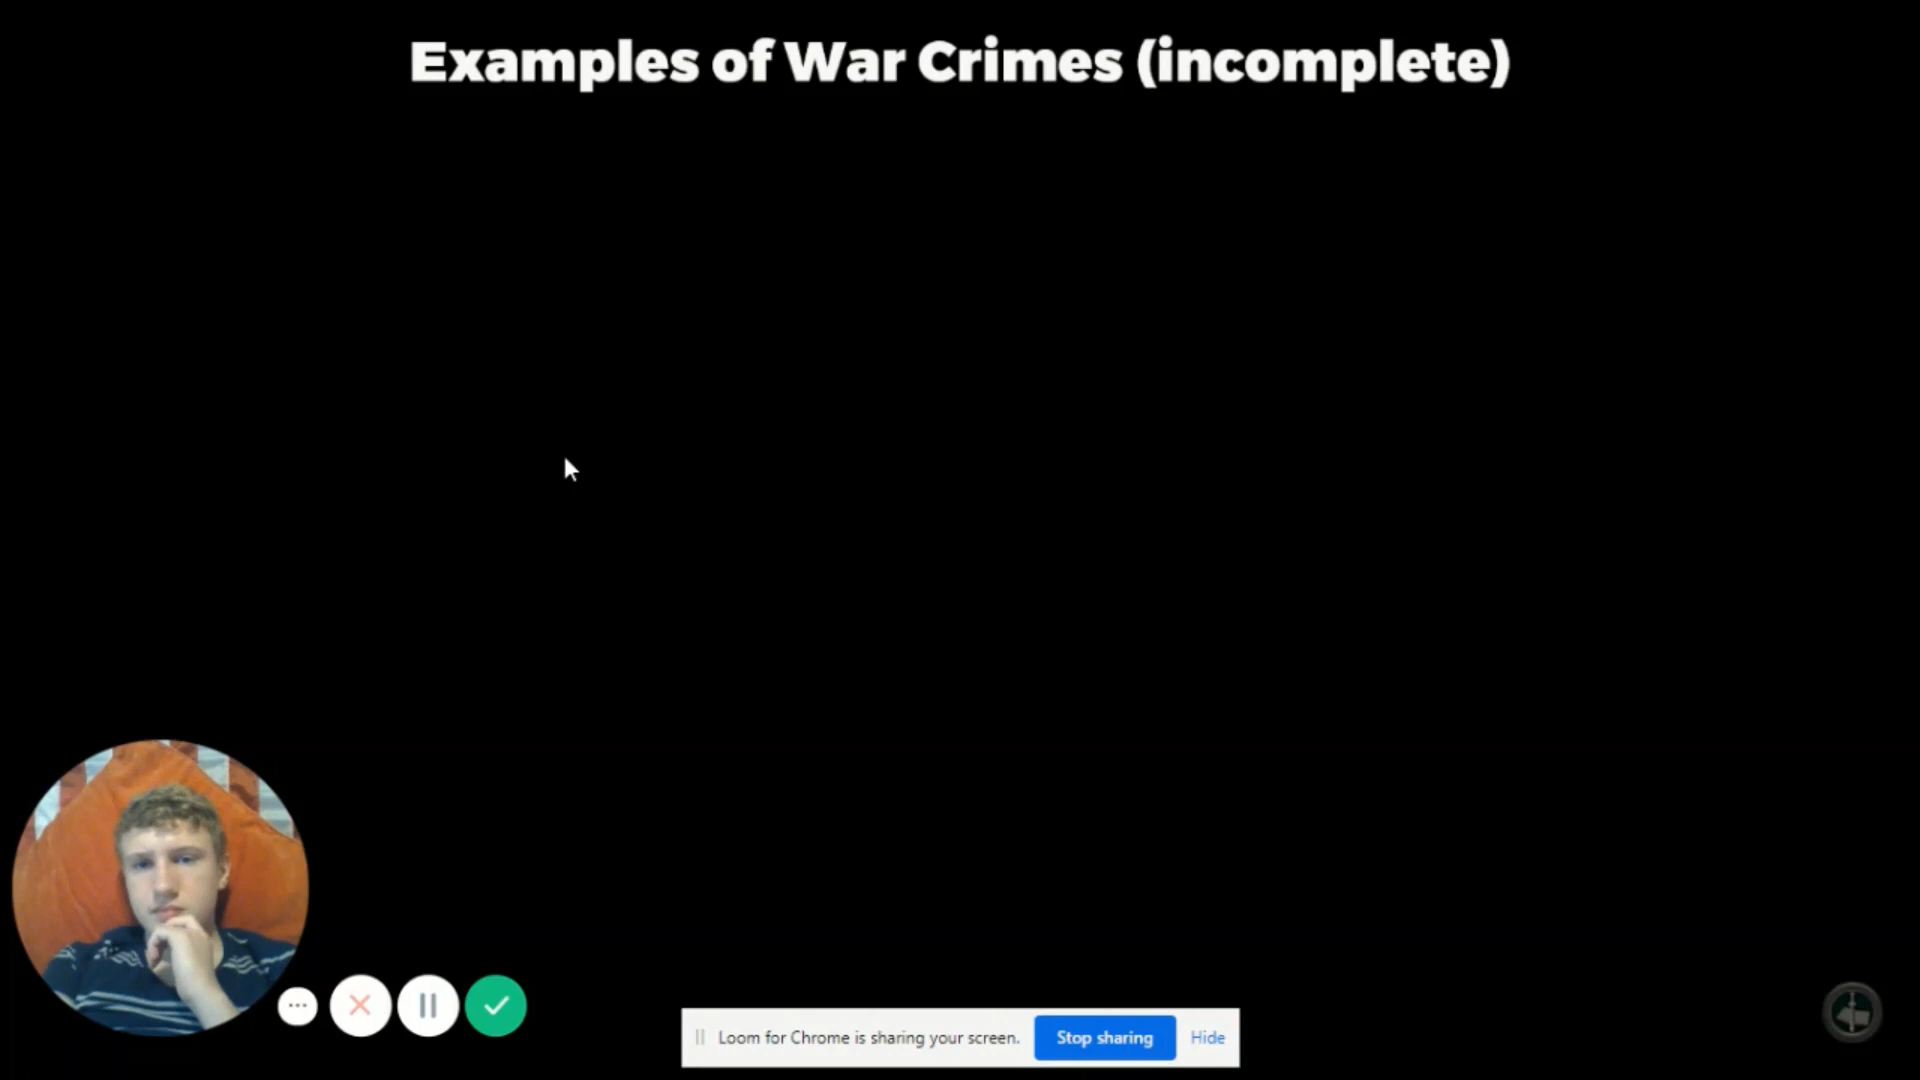 Examples of War Crimes (incomplete)
Loom for Chrome is sharing your screen.
Stop sharing
Hide